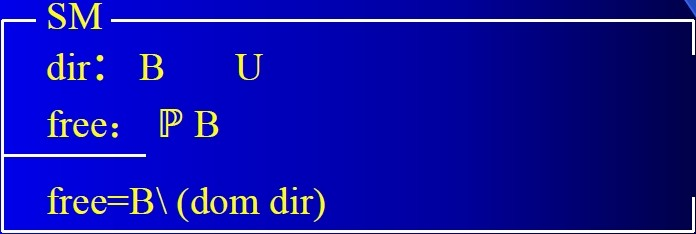 SM
dir： B U
free： ℙ B
free=B\ (dom dir)